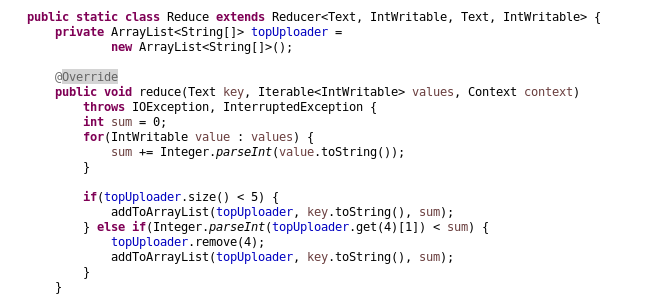 public static class Reduce extends Reducer<Text, IntWritable, Text, IntWritable> {
    private ArrayList<String[]> topUploader =
            new ArrayList<String[]>();
    @Override
    public void reduce(Text key, Iterable<IntWritable> values, Context context)
        throws IOException, InterruptedException {
        int sum = 0;
        for(IntWritable value : values) {
            sum += Integer.parseInt(value.toString());
        }
        if(topUploader.size() < 5) {
            addToArrayList(topUploader, key.toString(), sum);
        } else if(Integer.parseInt(topUploader.get(4)[1]) < sum) {
            topUploader.remove(4);
            addToArrayList(topUploader, key.toString(), sum);
        }
    }